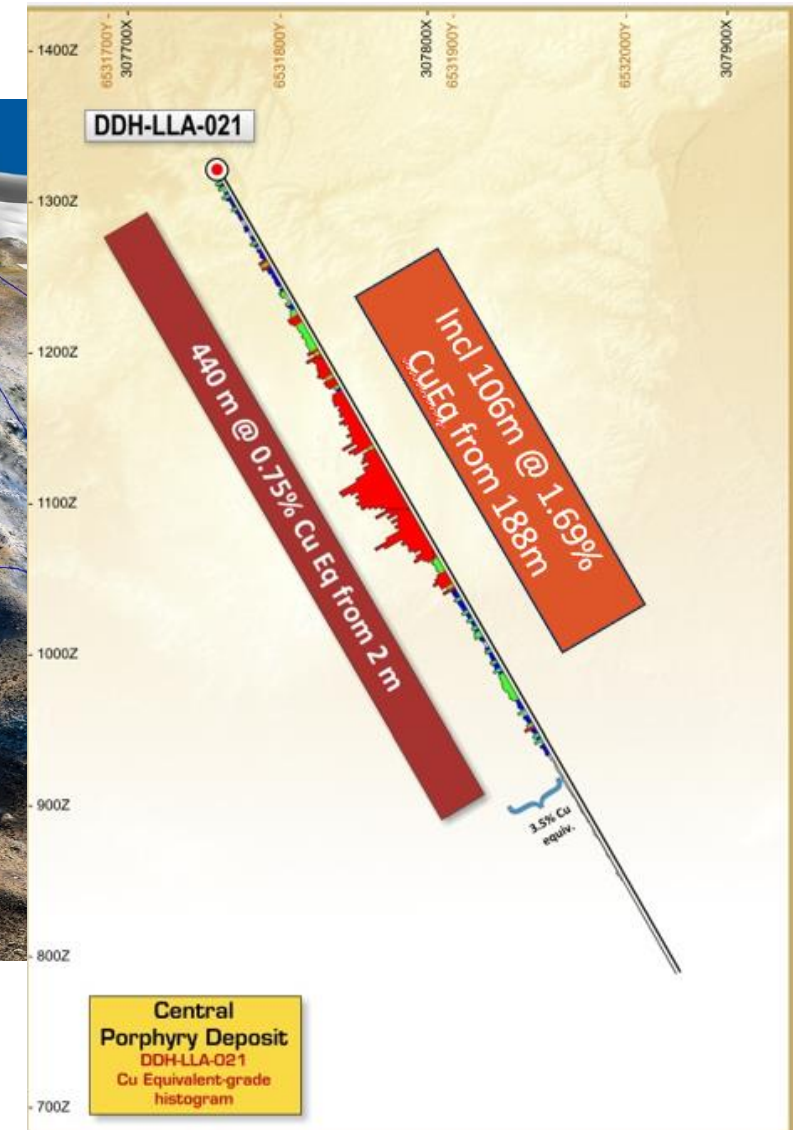 6531700Y -
307700X -
6531800Y -
307800X -
6531900Y -
6532000Y -
307900X -
- 1400Z
DDH-LLA-021
- 1300Z
- 1200Z
- 1100Z
- 1000Z
- 900Z
- 800Z
- 700Z
440 m @ 0.75% Cu Eq from 2 m
Incl 106m @ 1.69%
CuEq from 188m
3.5% Cu
equiv.
Central
Porphyry Deposit
DDH-LLA-021
Cu Equivalent-grade
histogram